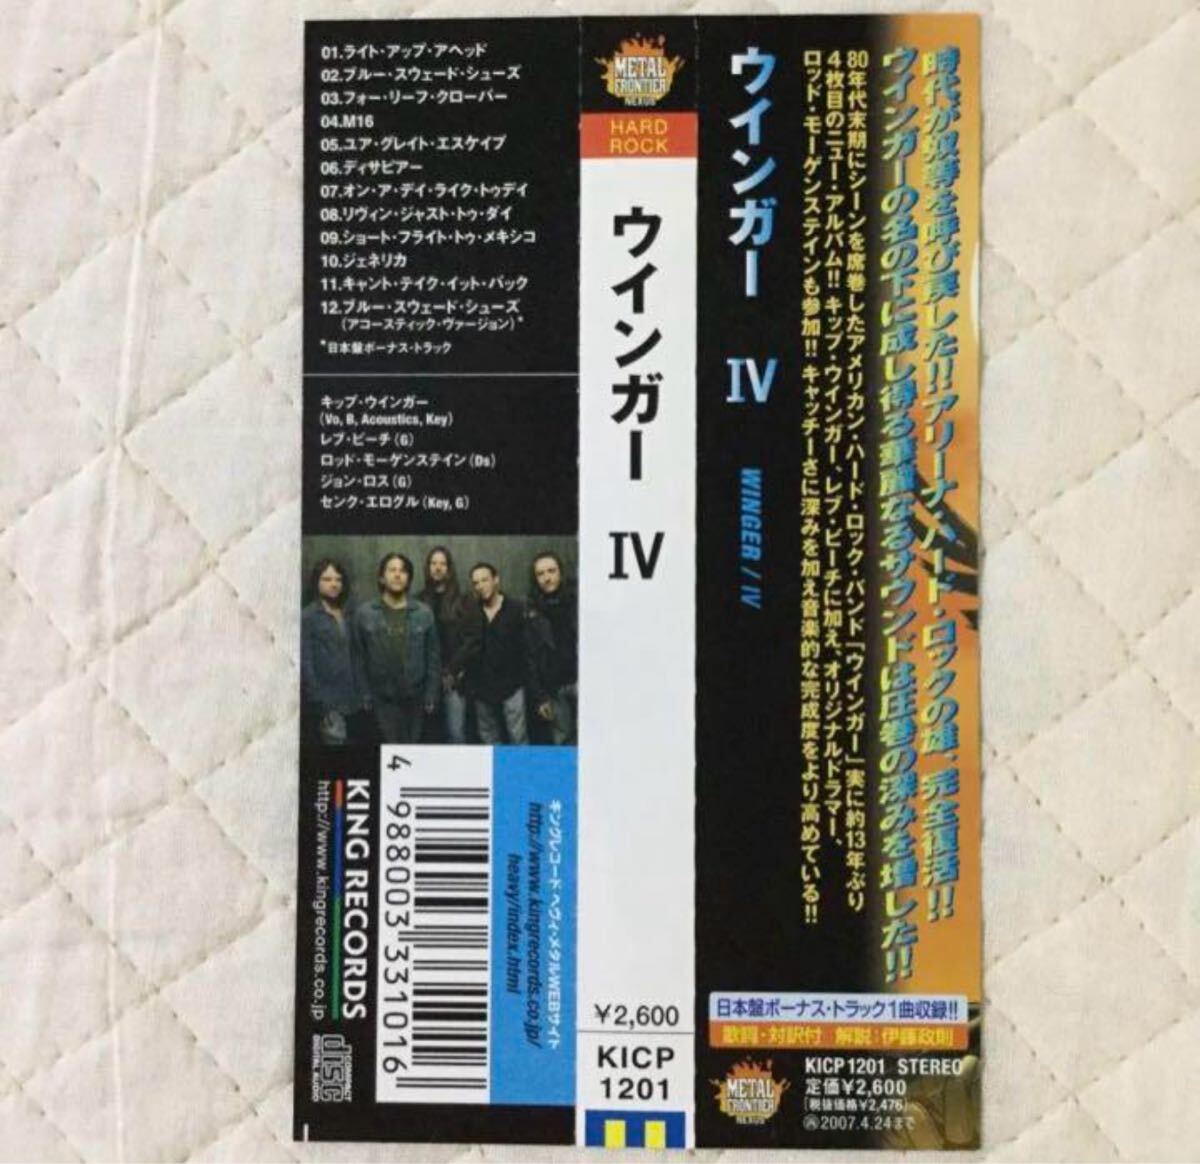 01.ライト・アップ・アヘッド
02.ブルー・スウェード・シューズ
03.フォー・リーフ・クローバー
04.M16
05.ユア・グレイト・エスケイプ
06.ディサピアー
07.オン・ア・デイ・ライク・トゥデイ
08.リヴィン・ジャスト・トゥ・ダイ
09.ショート・フライト・トゥ・メキシコ
10.ジェネリカ
11.キャント・テイク・イット・バック
12.ブルー・スウェード・シューズ
(アコースティック・ヴァージョン)*
*日本盤ボーナス・トラック
キップ・ウインガー
(Vo, B, Acoustics, Key)
レブ・ビーチ (G)
ロッド・モーゲンステイン (Ds)
ジョン・ロス (G)
センク・エログル (Key, G)
KING RECORDS
http://www.kingrecords.co.jp
COMPACT
disc
DIGITAL AUDIO
4 988003 331016
キングレコード ヘヴィ・メタルWEBサイト
http://www.kingrecords.co.jp/
heavy/index.html
METAL
FRONTIER
NEXUS
HARD
ROCK
ウインガー IV
¥2,600
KICP
1201
時代が奴等を呼び戻した!! アリーナ・ハード・ロックの雄、完全復活!!
ウインガーの名の下に成し得る華麗なるサウンドは圧巻の深みを増した!!
80年代末期にシーンを席巻したアメリカン・ハード・ロック・バンド「ウインガー」実に約13年ぶり
4枚目のニュー・アルバム!! キップ・ウインガー、レブ・ビーチに加え、オリジナルドラマー、
ロッド・モーゲンステインも参加!! キャッチーさに深みを加え音楽的な完成度をより高めている!!
ウインガー IV
WINGER / IV
日本盤ボーナス・トラック1曲収録!!
歌詞・対訳付 解説：伊藤政則
METAL
FRONTIER
NEXUS
KICP 1201 STEREO
定価¥2,600
[税抜価格¥2,476]
2007.4.24まで